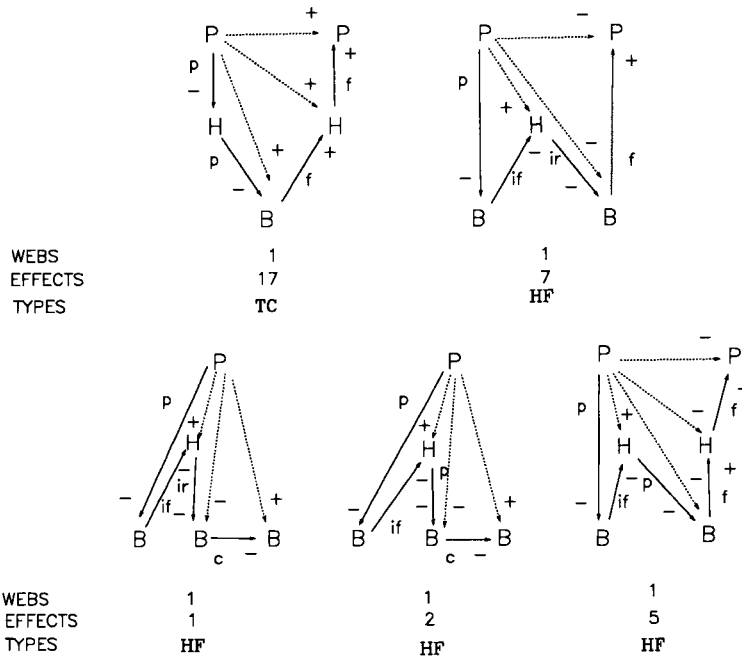 P + P P - P
p + + f p + + f
- + - -
H H H
p + + - ir -
- f - if
B B B
WEBS 1 1
EFFECTS 17 7
TYPES TC HF
P P P - P
p p p f
+ + + - H
H H H
- - p - +
ir - - - p f
- if - + - if - + - if -
B B B B B B B B
c - c -
WEBS 1 1 1
EFFECTS 1 2 5
TYPES HF HF HF